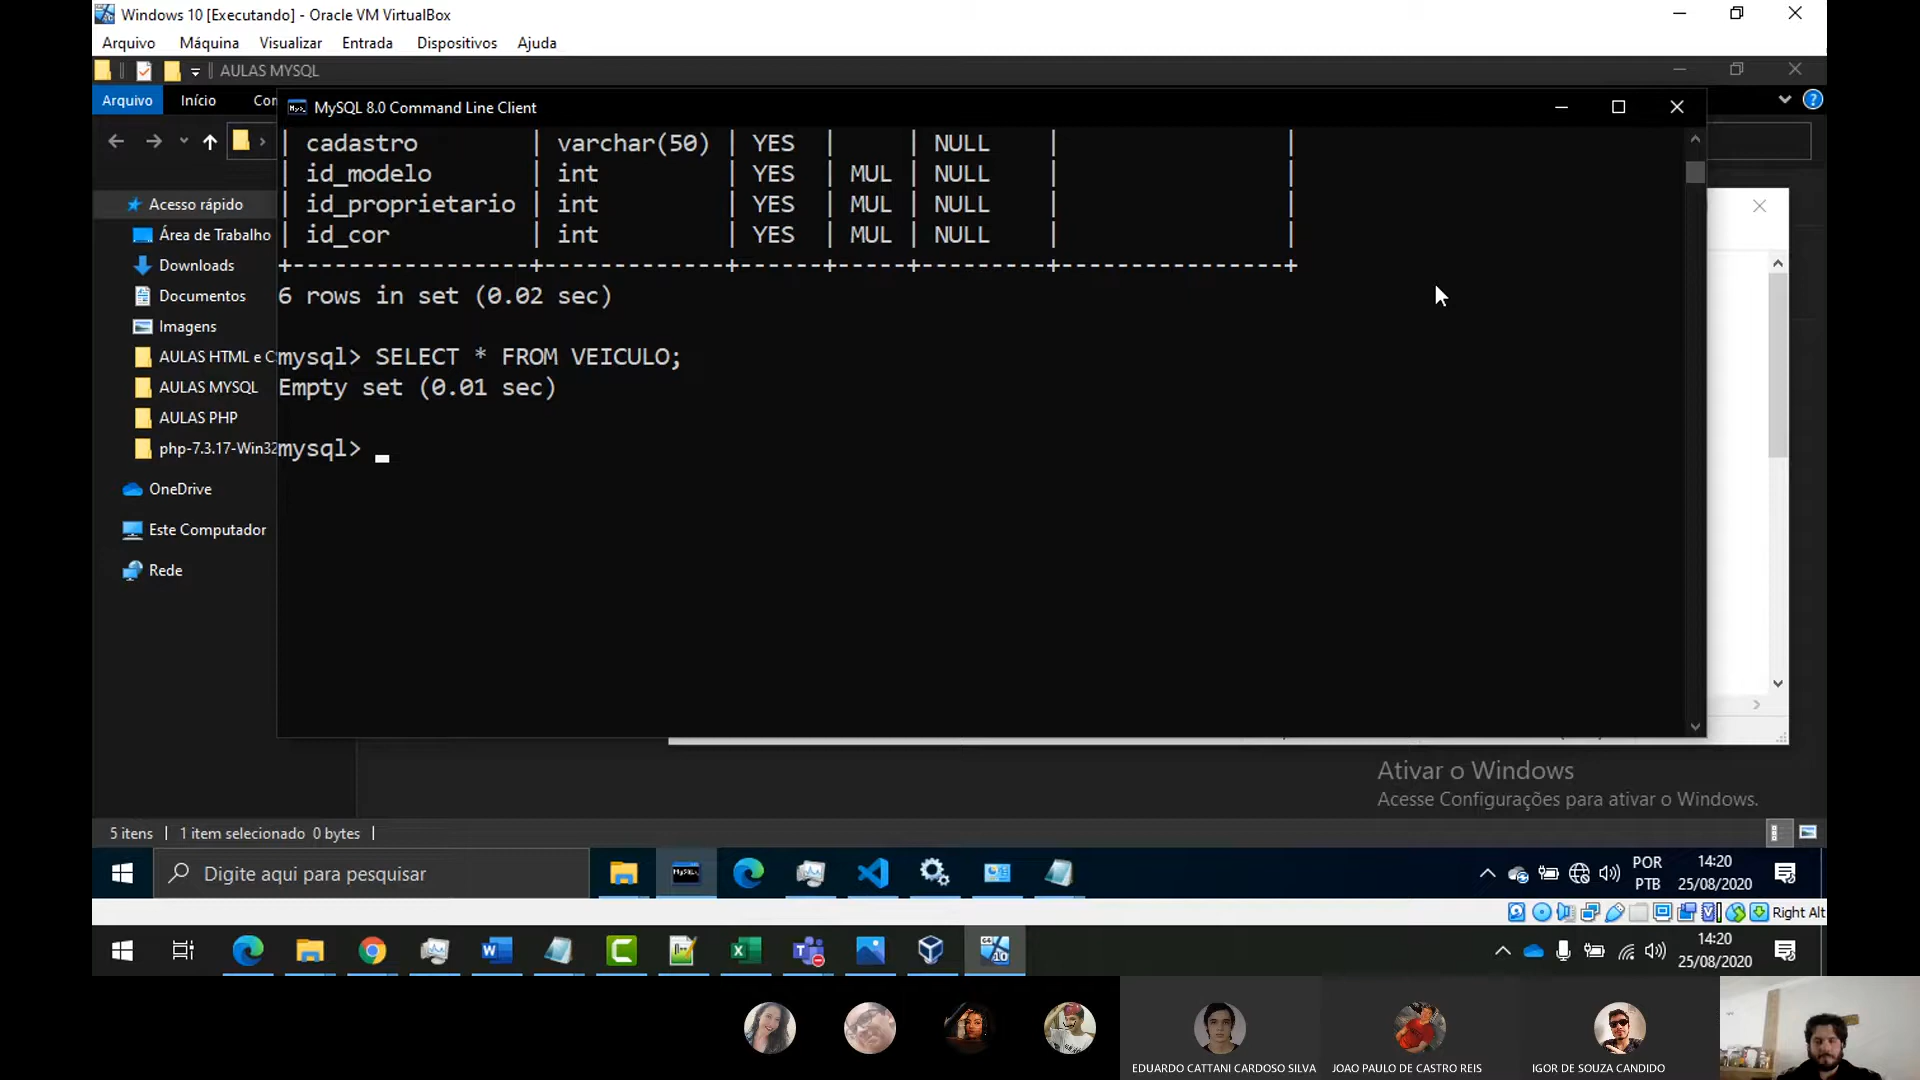 Windows 10 [Executando] - Oracle VM VirtualBox
Arquivo Máquina Visualizar Entrada Dispositivos Ajuda
AULAS MYSQL
Arquivo Início
MySQL 8.0 Command Line Client
| cadastro | varchar(50) | YES | | NULL | |
| id_modelo | int | YES | MUL | NULL | |
| id_proprietario | int | YES | MUL | NULL | |
| id_cor | int | YES | MUL | NULL | |
+-----------------+-------------+------+-----+---------+----------------+
6 rows in set (0.02 sec)
mysql> SELECT * FROM VEICULO;
Empty set (0.01 sec)
mysql>
Acesso rápido
Área de Trabalho
Downloads
Documentos
Imagens
AULAS HTML e C
AULAS MYSQL
AULAS PHP
php-7.3.17-Win32
OneDrive
Este Computador
Rede
Ativar o Windows
Acesse Configurações para ativar o Windows.
5 itens 1 item selecionado 0 bytes
Digite aqui para pesquisar
POR
PTB
14:20
25/08/2020
Right Alt
14:20
25/08/2020
EDUARDO CATTANI CARDOSO SILVA
JOAO PAULO DE CASTRO REIS
IGOR DE SOUZA CANDIDO